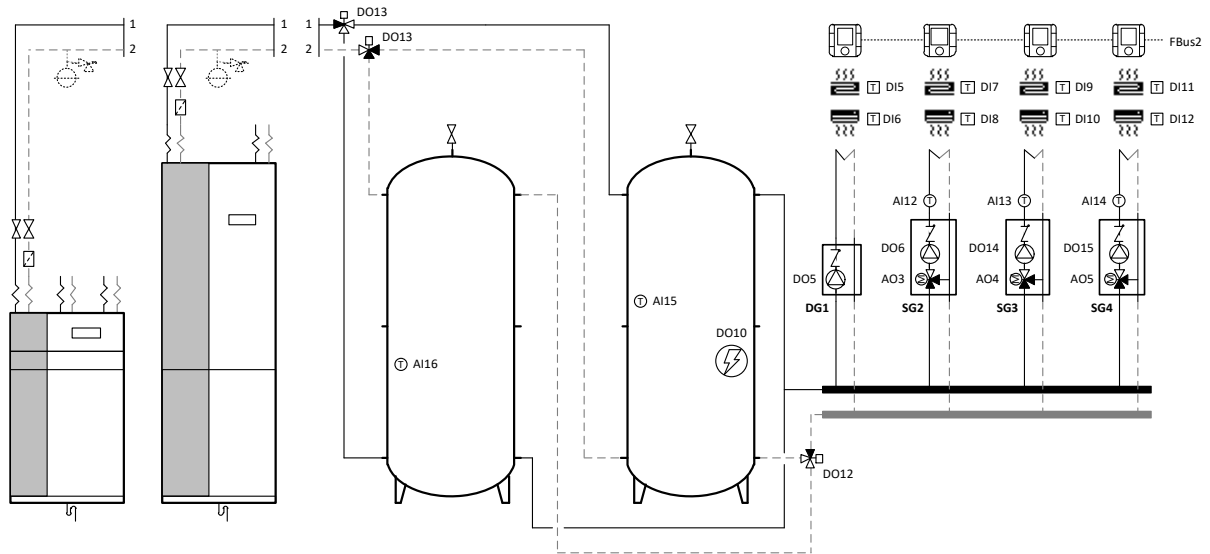 1
2
1
2
1
2
DO13
DO13
FBus2
T DI5
T DI7
T DI9
T DI11
T DI6
T DI8
T DI10
T DI12
AI12 T
AI13 T
AI14 T
DO5
DO6
DO14
DO15
AO3 M
AO4 M
AO5 M
DG1
SG2
SG3
SG4
T AI15
DO10
T AI16
DO12